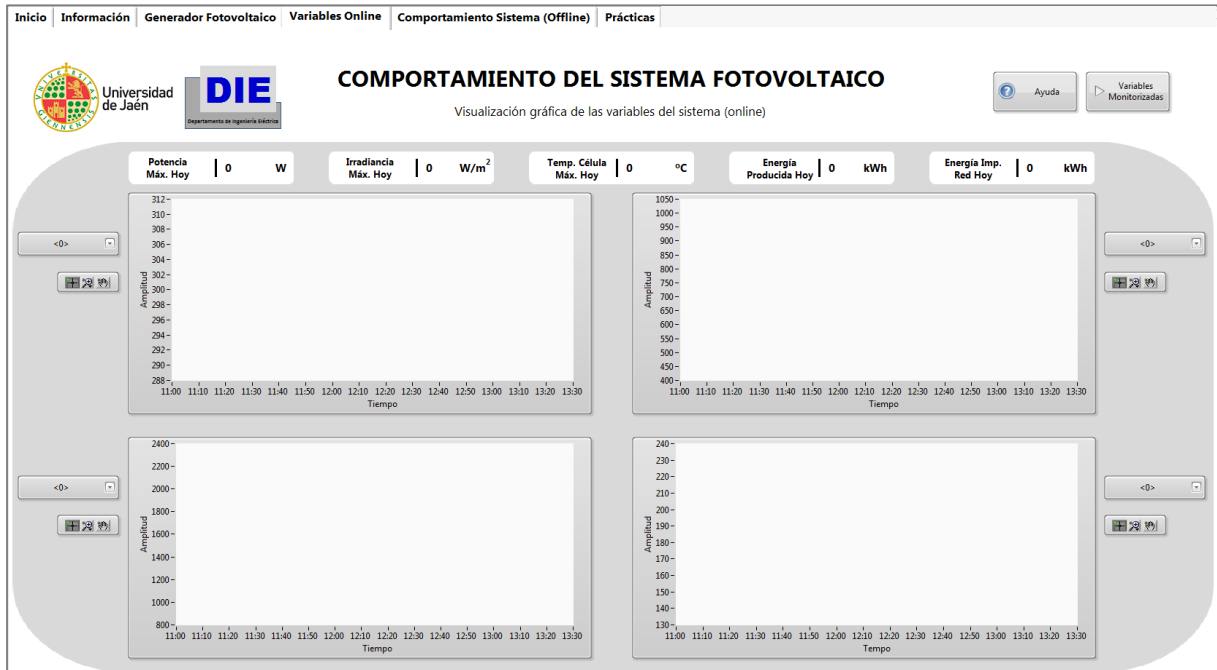 Inicio Información Generador Fotovoltaico Variables Online Comportamiento Sistema (Offline) Prácticas
UNIVERSITAS GIENNENSIS
Universidad
de Jaén
DIE
Departamento de Ingeniería Eléctrica
COMPORTAMIENTO DEL SISTEMA FOTOVOLTAICO
Visualización gráfica de las variables del sistema (online)
Ayuda
Variables
Monitorizadas
Potencia
Máx. Hoy
0 W
Irradiancia
Máx. Hoy
0 W/m²
Temp. Célula
Máx. Hoy
0 ºC
Energía
Producida Hoy
0 kWh
Energía Imp.
Red Hoy
0 kWh
<0>
Amplitud
312
310
308
306
304
302
300
298
296
294
292
290
288
11:00 11:10 11:20 11:30 11:40 11:50 12:00 12:10 12:20 12:30 12:40 12:50 13:00 13:10 13:20 13:30
Tiempo
Amplitud
1050
1000
950
900
850
800
750
700
650
600
550
500
450
400
11:00 11:10 11:20 11:30 11:40 11:50 12:00 12:10 12:20 12:30 12:40 12:50 13:00 13:10 13:20 13:30
Tiempo
<0>
<0>
Amplitud
2400
2200
2000
1800
1600
1400
1200
1000
800
11:00 11:10 11:20 11:30 11:40 11:50 12:00 12:10 12:20 12:30 12:40 12:50 13:00 13:10 13:20 13:30
Tiempo
Amplitud
240
230
220
210
200
190
180
170
160
150
140
130
11:00 11:10 11:20 11:30 11:40 11:50 12:00 12:10 12:20 12:30 12:40 12:50 13:00 13:10 13:20 13:30
Tiempo
<0>